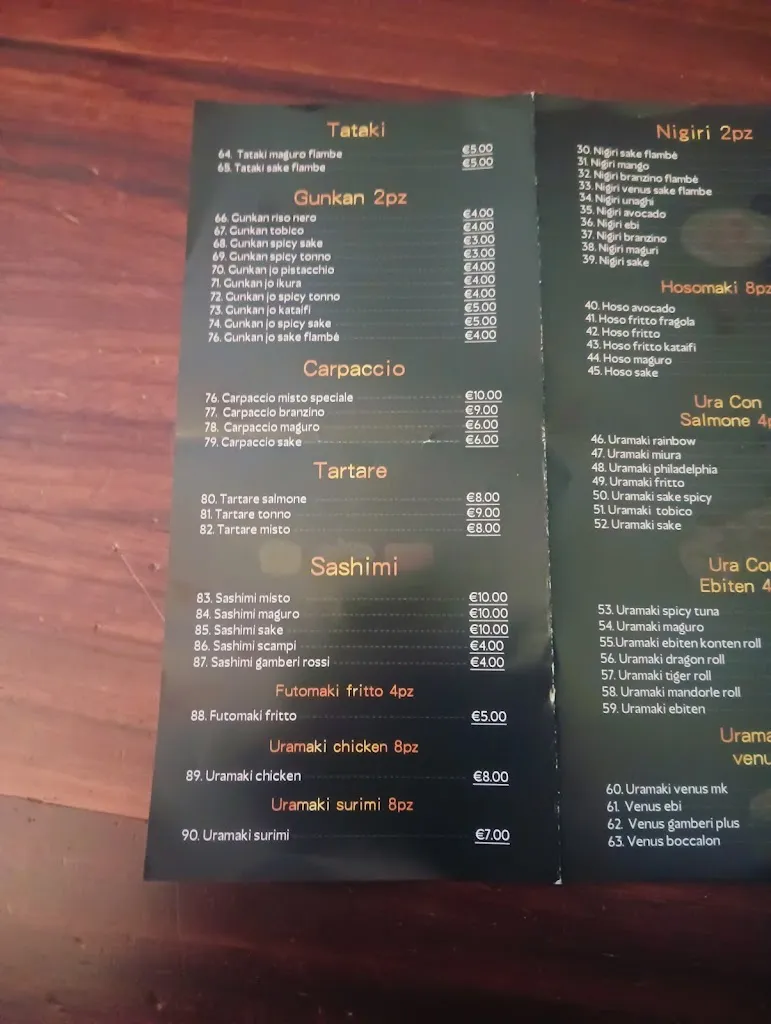 Tataki
64. Tataki maguro flambe €5.00
65. Tataki sake flambe €5.00
Gunkan 2pz
66. Gunkan riso nero €4.00
67. Gunkan tobico €4.00
68. Gunkan spicy sake €3.00
69. Gunkan spicy tonno €3.00
70. Gunkan jo pistacchio €4.00
71. Gunkan jo ikura €4.00
72. Gunkan jo spicy tonno €4.00
73. Gunkan jo kataifi €5.00
74. Gunkan jo spicy sake €5.00
76. Gunkan jo sake flambé €4.00
Carpaccio
76. Carpaccio misto speciale €10.00
77. Carpaccio branzino €9.00
78. Carpaccio maguro €6.00
79. Carpaccio sake €6.00
Tartare
80. Tartare salmone €8.00
81. Tartare tonno €9.00
82. Tartare misto €8.00
Sashimi
83. Sashimi misto €10.00
84. Sashimi maguro €10.00
85. Sashimi sake €10.00
86. Sashimi scampi €4.00
87. Sashimi gamberi rossi €4.00
Futomaki fritto 4pz
88. Futomaki fritto €5.00
Uramaki chicken 8pz
89. Uramaki chicken €8.00
Uramaki surimi 8pz
90. Uramaki surimi €7.00
Nigiri 2pz
30. Nigiri sake flambè
31. Nigiri mango
32. Nigiri branzino flambé
33. Nigiri venus sake flambe
34. Nigiri unaghi
35. Nigiri avocado
36. Nigiri ebi
37. Nigiri branzino
38. Nigiri maguri
39. Nigiri sake
Hosomaki 8pz
40. Hoso avocado
41. Hoso fritto fragola
42. Hoso fritto
43. Hoso fritto kataifi
44. Hoso maguro
45. Hoso sake
Ura Con
Salmone 4p
46. Uramaki rainbow
47. Uramaki miura
48. Uramaki philadelphia
49. Uramaki fritto
50. Uramaki sake spicy
51. Uramaki tobico
52. Uramaki sake
Ura Con
Ebiten 4
53. Uramaki spicy tuna
54. Uramaki maguro
55.Uramaki ebiten konten roll
56. Uramaki dragon roll
57. Uramaki tiger roll
58. Uramaki mandorle roll
59. Uramaki ebiten
Urama
venu
60. Uramaki venus mk
61. Venus ebi
62. Venus gamberi plus
63. Venus boccalon